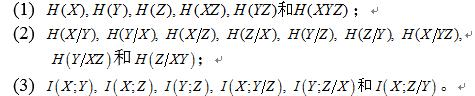 (1) H(X), H(Y), H(Z), H(XZ), H(YZ)和H(XYZ)；↵
(2) H(X/Y), H(Y/X), H(X/Z), H(Z/X), H(Y/Z), H(Z/Y), H(X/YZ),
H(Y/XZ)和H(Z/XY)；↵
(3) I(X;Y), I(X;Z), I(Y;Z), I(X;Y/Z), I(Y;Z/X)和I(X;Z/Y)。↵